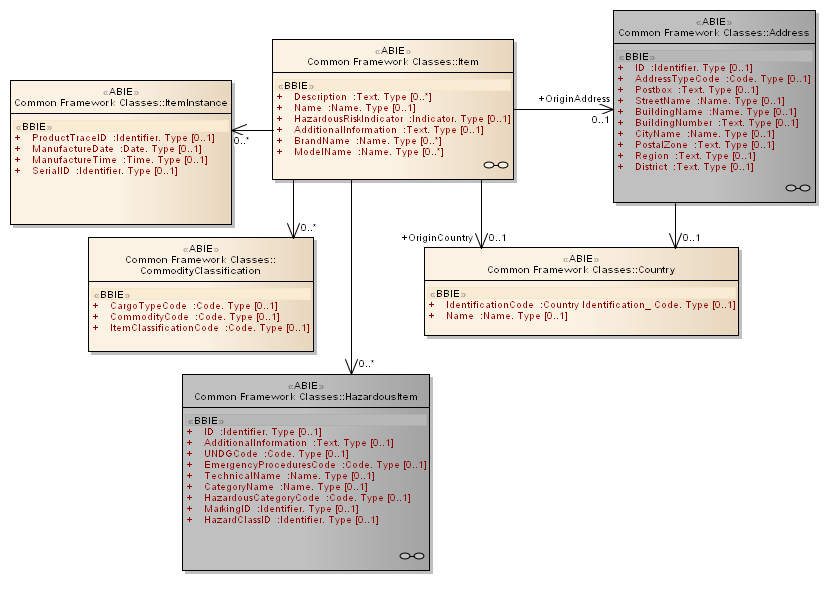 «ABIE»
Common Framework Classes::Item
«BBIE»
+ Description :Text. Type [0..*]
+ Name :Name. Type [0..1]
+ HazardousRiskIndicator :Indicator. Type [0..1]
+ AdditionalInformation :Text. Type [0..1]
+ BrandName :Name. Type [0..*]
+ ModelName :Name. Type [0..*]
«ABIE»
Common Framework Classes::Address
«BBIE»
+ ID :Identifier. Type [0..1]
+ AddressTypeCode :Code. Type [0..1]
+ Postbox :Text. Type [0..1]
+ StreetName :Name. Type [0..1]
+ BuildingName :Name. Type [0..1]
+ BuildingNumber :Text. Type [0..1]
+ CityName :Name. Type [0..1]
+ PostalZone :Text. Type [0..1]
+ Region :Text. Type [0..1]
+ District :Text. Type [0..1]
+OriginAddress
0..1
«ABIE»
Common Framework Classes::ItemInstance
«BBIE»
+ ProductTraceID :Identifier. Type [0..1]
+ ManufactureDate :Date. Type [0..1]
+ ManufactureTime :Time. Type [0..1]
+ SerialID :Identifier. Type [0..1]
0..*
0..*
+OriginCountry
0..1
0..1
«ABIE»
Common Framework Classes::
CommodityClassification
«BBIE»
+ CargoTypeCode :Code. Type [0..1]
+ CommodityCode :Code. Type [0..1]
+ ItemClassificationCode :Code. Type [0..1]
«ABIE»
Common Framework Classes::Country
«BBIE»
+ IdentificationCode :Country Identification_ Code. Type [0..1]
+ Name :Name. Type [0..1]
0..*
«ABIE»
Common Framework Classes::HazardousItem
«BBIE»
+ ID :Identifier. Type [0..1]
+ AdditionalInformation :Text. Type [0..1]
+ UNDGCode :Code. Type [0..1]
+ EmergencyProceduresCode :Code. Type [0..1]
+ TechnicalName :Name. Type [0..1]
+ CategoryName :Name. Type [0..1]
+ HazardousCategoryCode :Code. Type [0..1]
+ MarkingID :Identifier. Type [0..1]
+ HazardClassID :Identifier. Type [0..1]